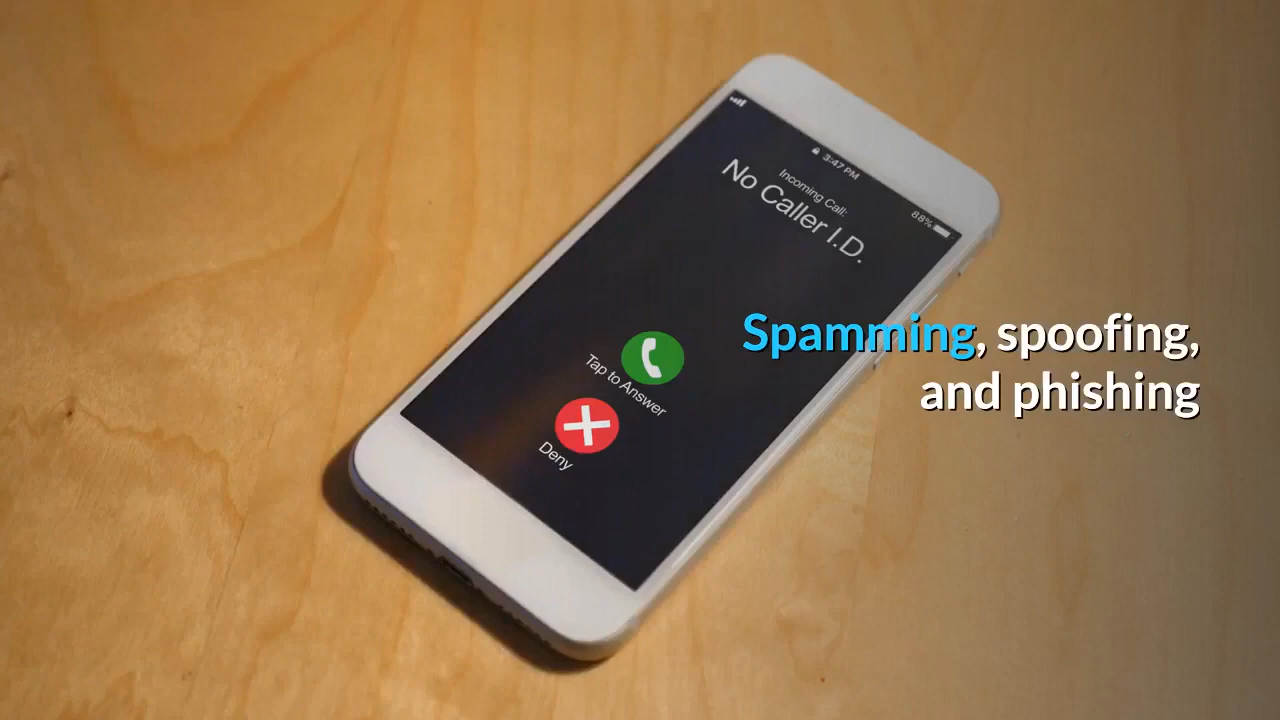 3:47 PM
88%
Incoming Call:
No Caller I.D.
Tap to Answer
Deny
Spamming, spoofing,
and phishing